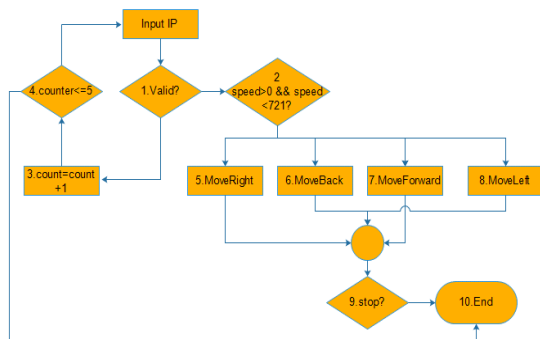 Input IP
4.counter<=5
1.Valid?
2
speed>0 && speed
<721?
3.count=count
+1
5.MoveRight
6.MoveBack
7.MoveForward
8.MoveLeft
9.stop?
10.End